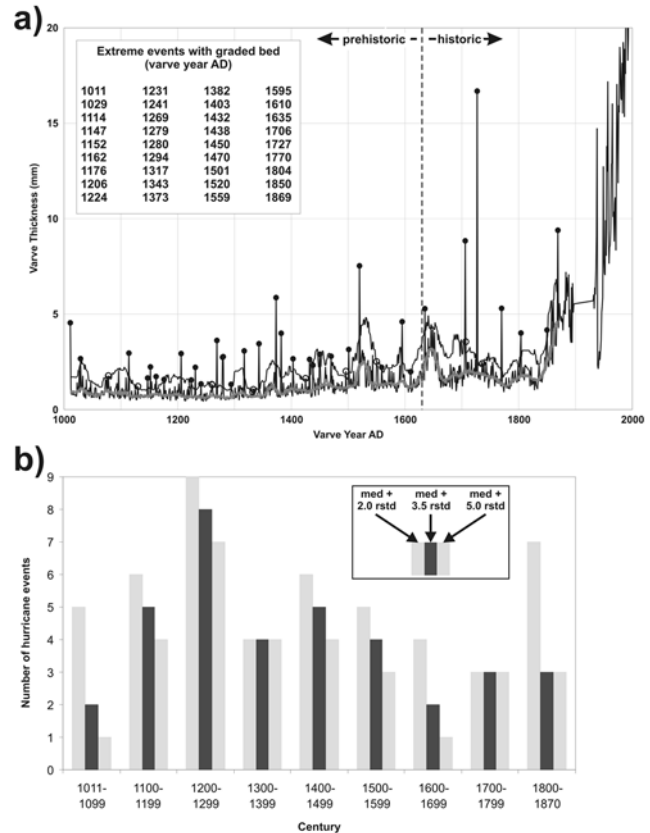 a)
20
15
10
5
0
Varve Thickness (mm)
prehistoric
historic
Extreme events with graded bed
(varve year AD)
1011 1231 1382 1595
1029 1241 1403 1610
1114 1269 1432 1635
1147 1279 1438 1706
1152 1280 1450 1727
1162 1294 1470 1770
1176 1317 1501 1804
1206 1343 1520 1850
1224 1373 1559 1869
1000 1200 1400 1600 1800 2000
Varve Year AD
b)
9
8
7
6
5
4
3
2
1
0
Number of hurricane events
med + med + med +
2.0 rstd 3.5 rstd 5.0 rstd
1011- 1100- 1200- 1300- 1400- 1500- 1600- 1700- 1800-
1099 1199 1299 1399 1499 1599 1699 1799 1870
Century